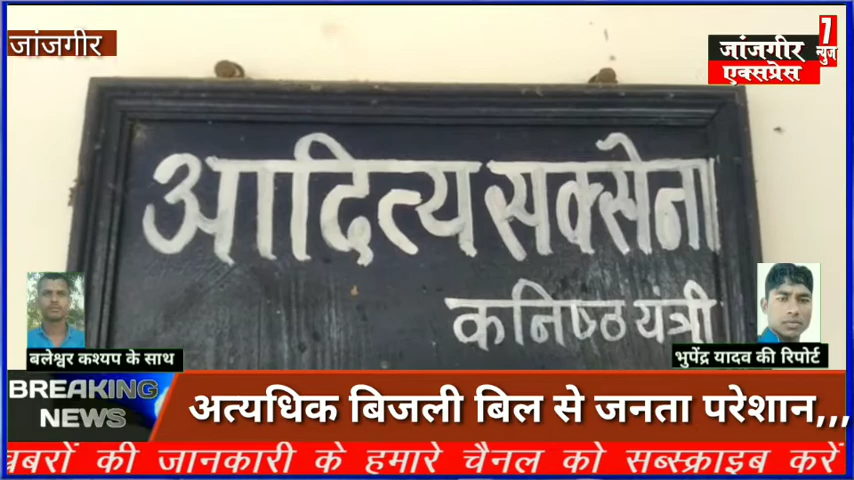 जांजगीर
7
जांजगीर
न्युज
एक्सप्रेस
आदित्य सक्सेना
कनिष्ठ यंत्री
बलेश्वर कश्यप के साथ
भुपेंद्र यादव की रिपोर्ट
BREAKING
NEWS
अत्यधिक बिजली बिल से जनता परेशान,,,
खबरों की जानकारी के हमारे चैनल को सब्स्क्राइब करें